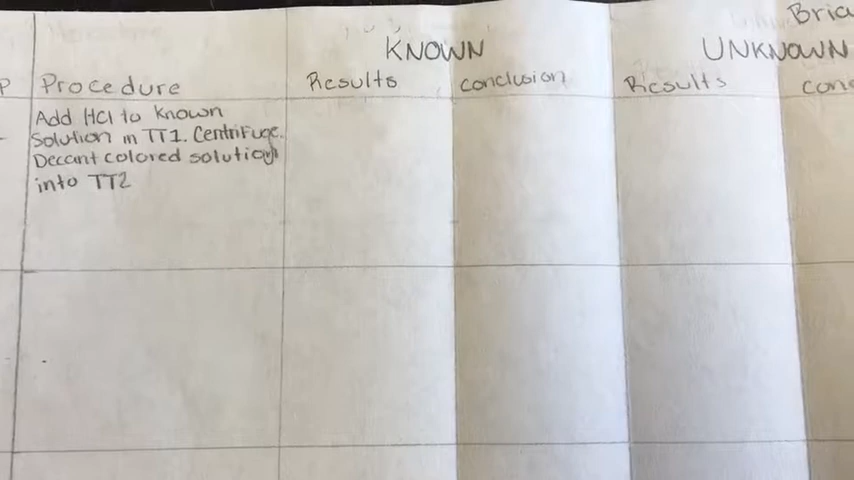 Bria
KNOWN UNKNOWN
P Procedure Results conclusion Results con
Add HCl to known
solution in TT1. Centrifuge.
Decant colored solution
into TT2